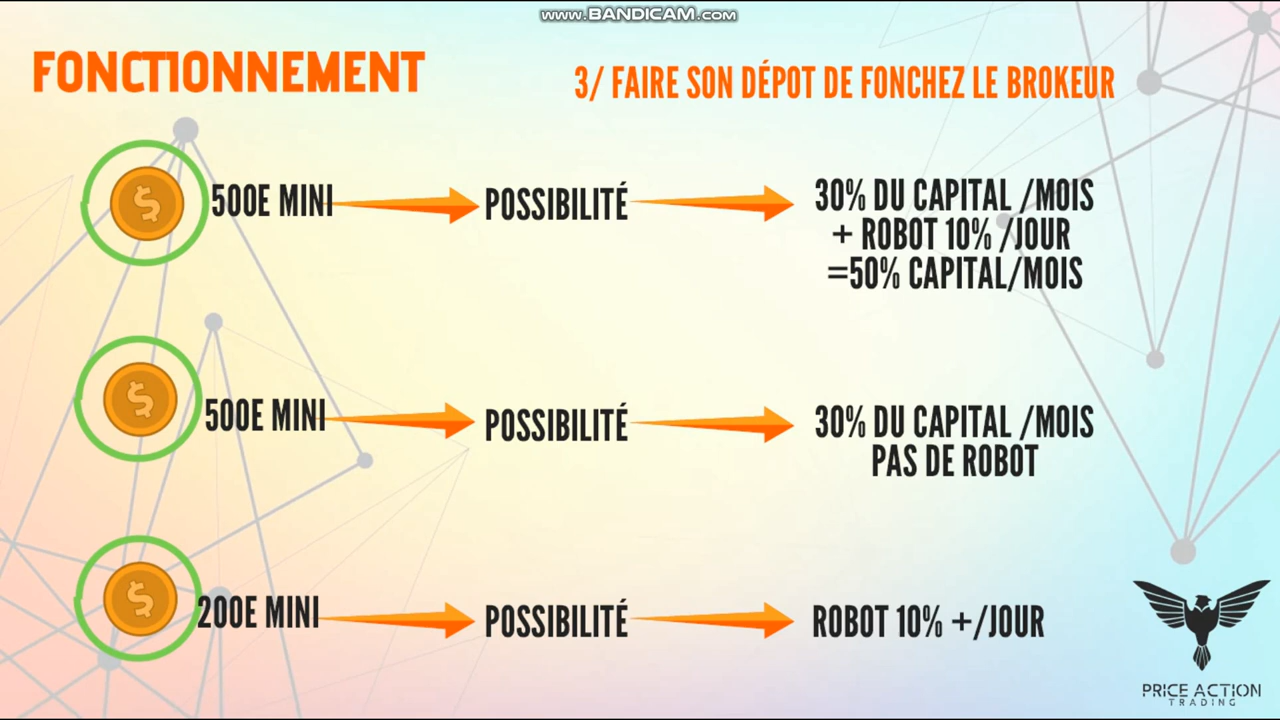 www.BANDICAM.com
FONCTIONNEMENT
3/ FAIRE SON DÉPOT DE FONCHEZ LE BROKEUR
500E MINI
POSSIBILITÉ
30% DU CAPITAL /MOIS
+ ROBOT 10% /JOUR
=50% CAPITAL/MOIS
500E MINI
POSSIBILITÉ
30% DU CAPITAL /MOIS
PAS DE ROBOT
200E MINI
POSSIBILITÉ
ROBOT 10% +/JOUR
PRICE ACTION
TRADING